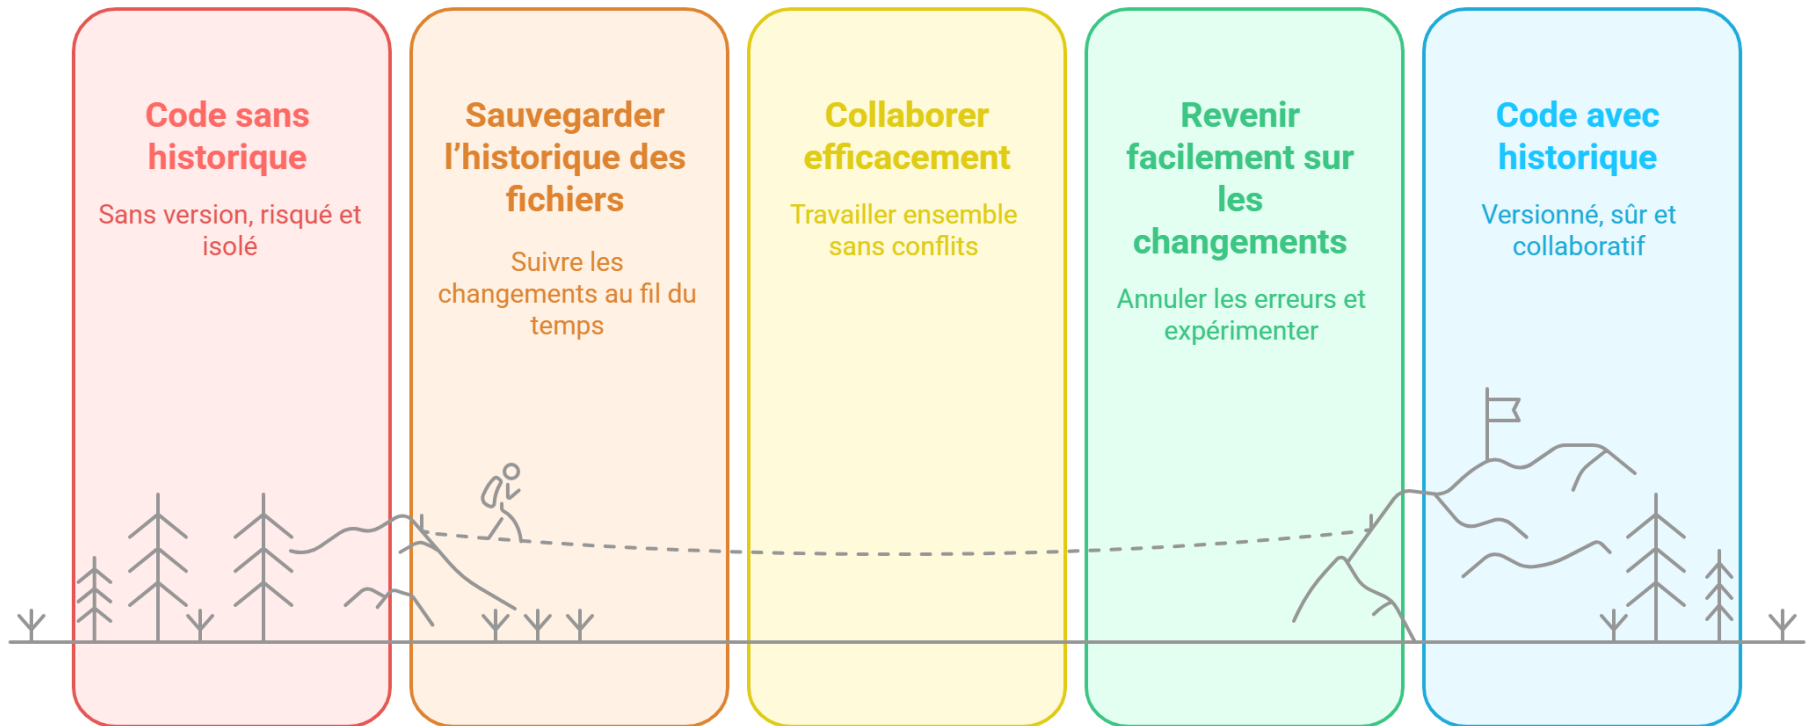 Code sans
historique
Sans version, risqué et
isolé
Sauvegarder
l’historique des
fichiers
Suivre les
changements au fil du
temps
Collaborer
efficacement
Travailler ensemble
sans conflits
Revenir
facilement sur
les
changements
Annuler les erreurs et
expérimenter
Code avec
historique
Versionné, sûr et
collaboratif